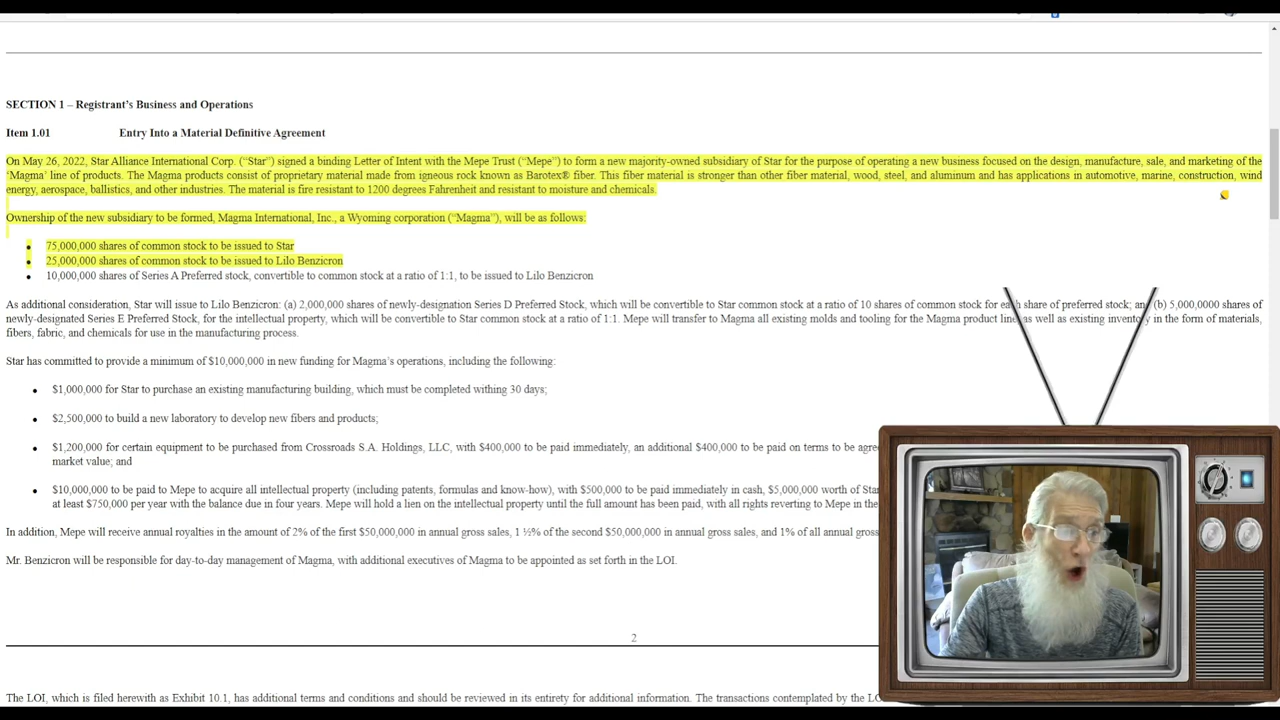 SECTION 1 – Registrant's Business and Operations
Item 1.01 Entry Into a Material Definitive Agreement
On May 26, 2022, Star Alliance International Corp. (“Star”) signed a binding Letter of Intent with the Mepe Trust (“Mepe”) to form a new majority-owned subsidiary of Star for the purpose of operating a new business focused on the design, manufacture, sale, and marketing of the
‘Magma’ line of products. The Magma products consist of proprietary material made from igneous rock known as Barotex® fiber. This fiber material is stronger than other fiber material, wood, steel, and aluminum and has applications in automotive, marine, construction, wind
energy, aerospace, ballistics, and other industries. The material is fire resistant to 1200 degrees Fahrenheit and resistant to moisture and chemicals.
Ownership of the new subsidiary to be formed, Magma International, Inc., a Wyoming corporation (“Magma”), will be as follows:
• 75,000,000 shares of common stock to be issued to Star
• 25,000,000 shares of common stock to be issued to Lilo Benzicron
• 10,000,000 shares of Series A Preferred stock, convertible to common stock at a ratio of 1:1, to be issued to Lilo Benzicron
As additional consideration, Star will issue to Lilo Benzicron: (a) 2,000,000 shares of newly-designation Series D Preferred Stock, which will be convertible to Star common stock at a ratio of 10 shares of common stock for each share of preferred stock; and (b) 5,000,0000 shares of
newly-designated Series E Preferred Stock, for the intellectual property, which will be convertible to Star common stock at a ratio of 1:1. Mepe will transfer to Magma all existing molds and tooling for the Magma product line as well as existing inventory in the form of materials,
fibers, fabric, and chemicals for use in the manufacturing process.
Star has committed to provide a minimum of $10,000,000 in new funding for Magma's operations, including the following:
• $1,000,000 for Star to purchase an existing manufacturing building, which must be completed withing 30 days;
• $2,500,000 to build a new laboratory to develop new fibers and products;
• $1,200,000 for certain equipment to be purchased from Crossroads S.A. Holdings, LLC, with $400,000 to be paid immediately, an additional $400,000 to be paid on terms to be
market value; and
• $10,000,000 to be paid to Mepe to acquire all intellectual property (including patents, formulas and know-how), with $500,000 to be paid immediately in cash, $5,000,000 worth of
at least $750,000 per year with the balance due in four years. Mepe will hold a lien on the intellectual property until the full amount has been paid, with all rights reverting to Mepe in the
In addition, Mepe will receive annual royalties in the amount of 2% of the first $50,000,000 in annual gross sales, 1 ½% of the second $50,000,000 in annual gross sales, and 1% of all annual gross
Mr. Benzicron will be responsible for day-to-day management of Magma, with additional executives of Magma to be appointed as set forth in the LOI.
2
The LOI, which is filed herewith as Exhibit 10.1, has additional terms and conditions and should be reviewed in its entirety for additional information. The transactions contemplated by the